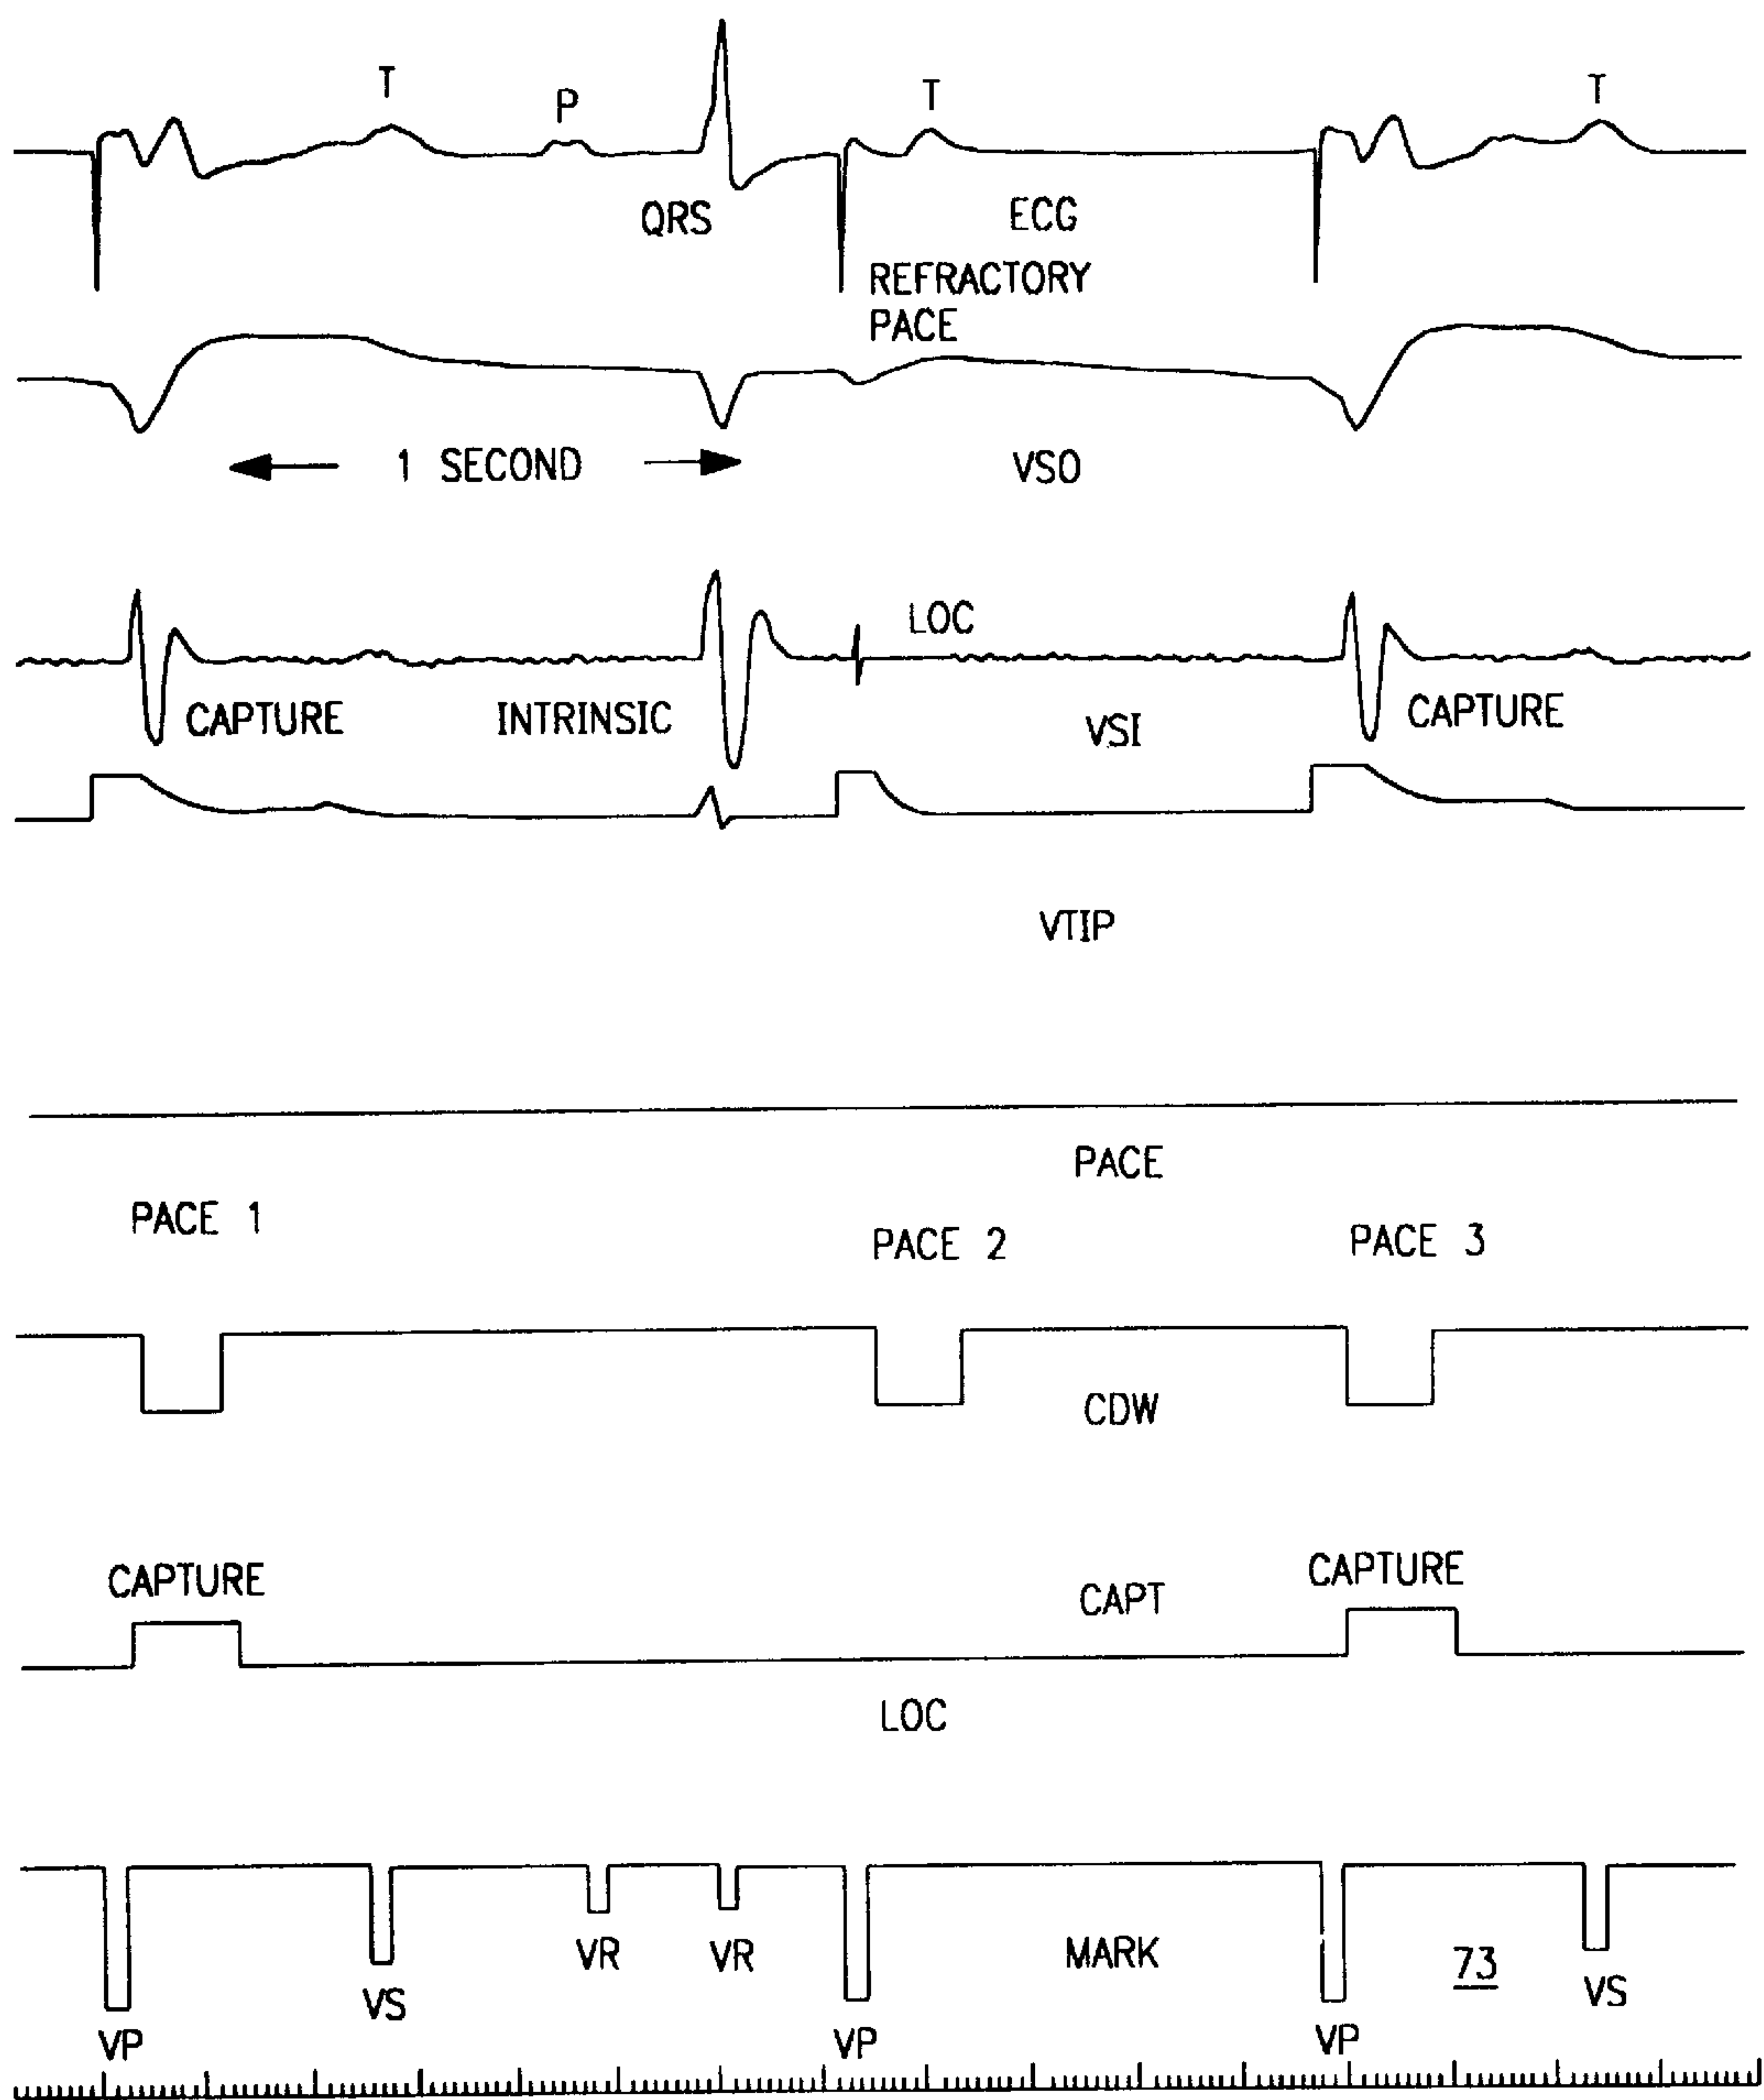 T
P
T
T
QRS
ECG
REFRACTORY
PACE
1 SECOND
VSO
LOC
CAPTURE
INTRINSIC
VSI
CAPTURE
VTIP
PACE
PACE 1
PACE 2
PACE 3
CDW
CAPTURE
CAPT
CAPTURE
LOC
VR
VR
MARK
73
VS
VS
VP
VP
VP